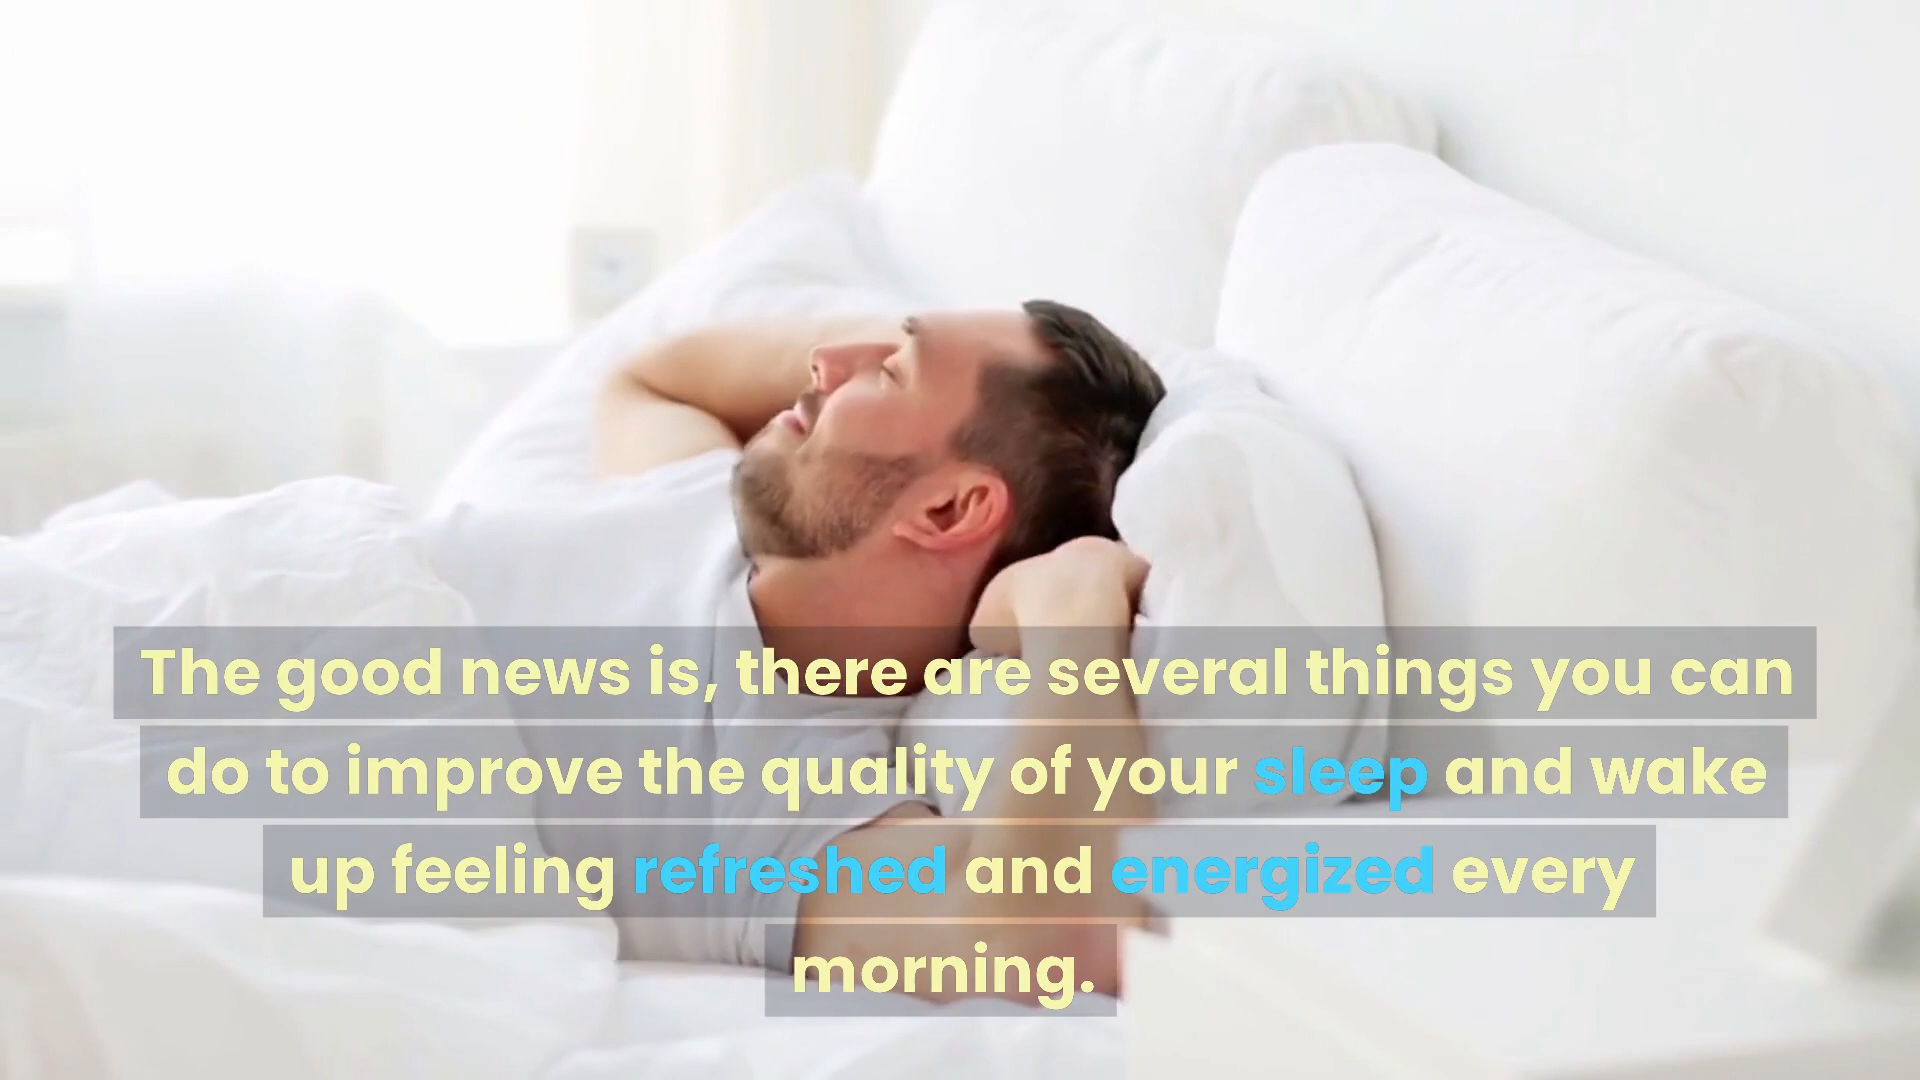 The good news is, there are several things you can
do to improve the quality of your sleep and wake
up feeling refreshed and energized every
morning.